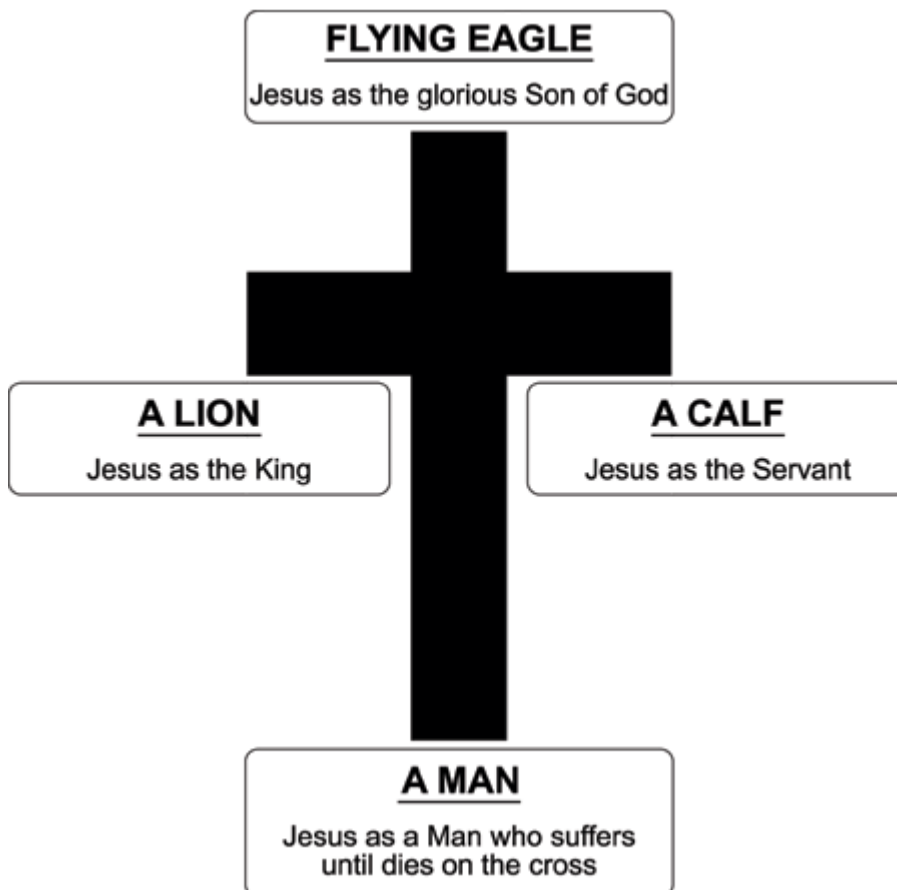 FLYING EAGLE
Jesus as the glorious Son of God
A LION
Jesus as the King
A CALF
Jesus as the Servant
A MAN
Jesus as a Man who suffers
until dies on the cross